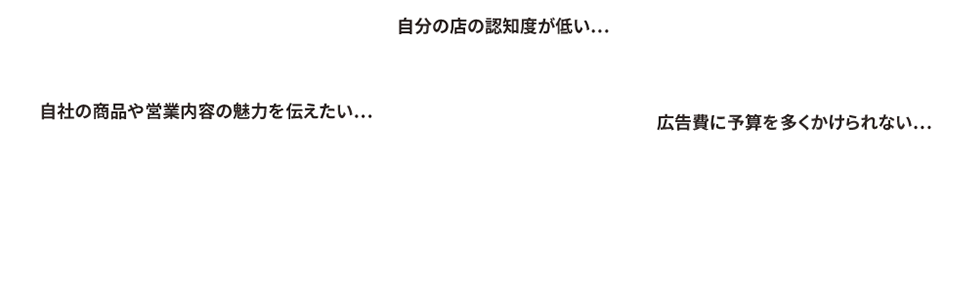 自分の店の認知度が低い...
自社の商品や営業内容の魅力を伝えたい...
広告費に予算を多くかけられない...